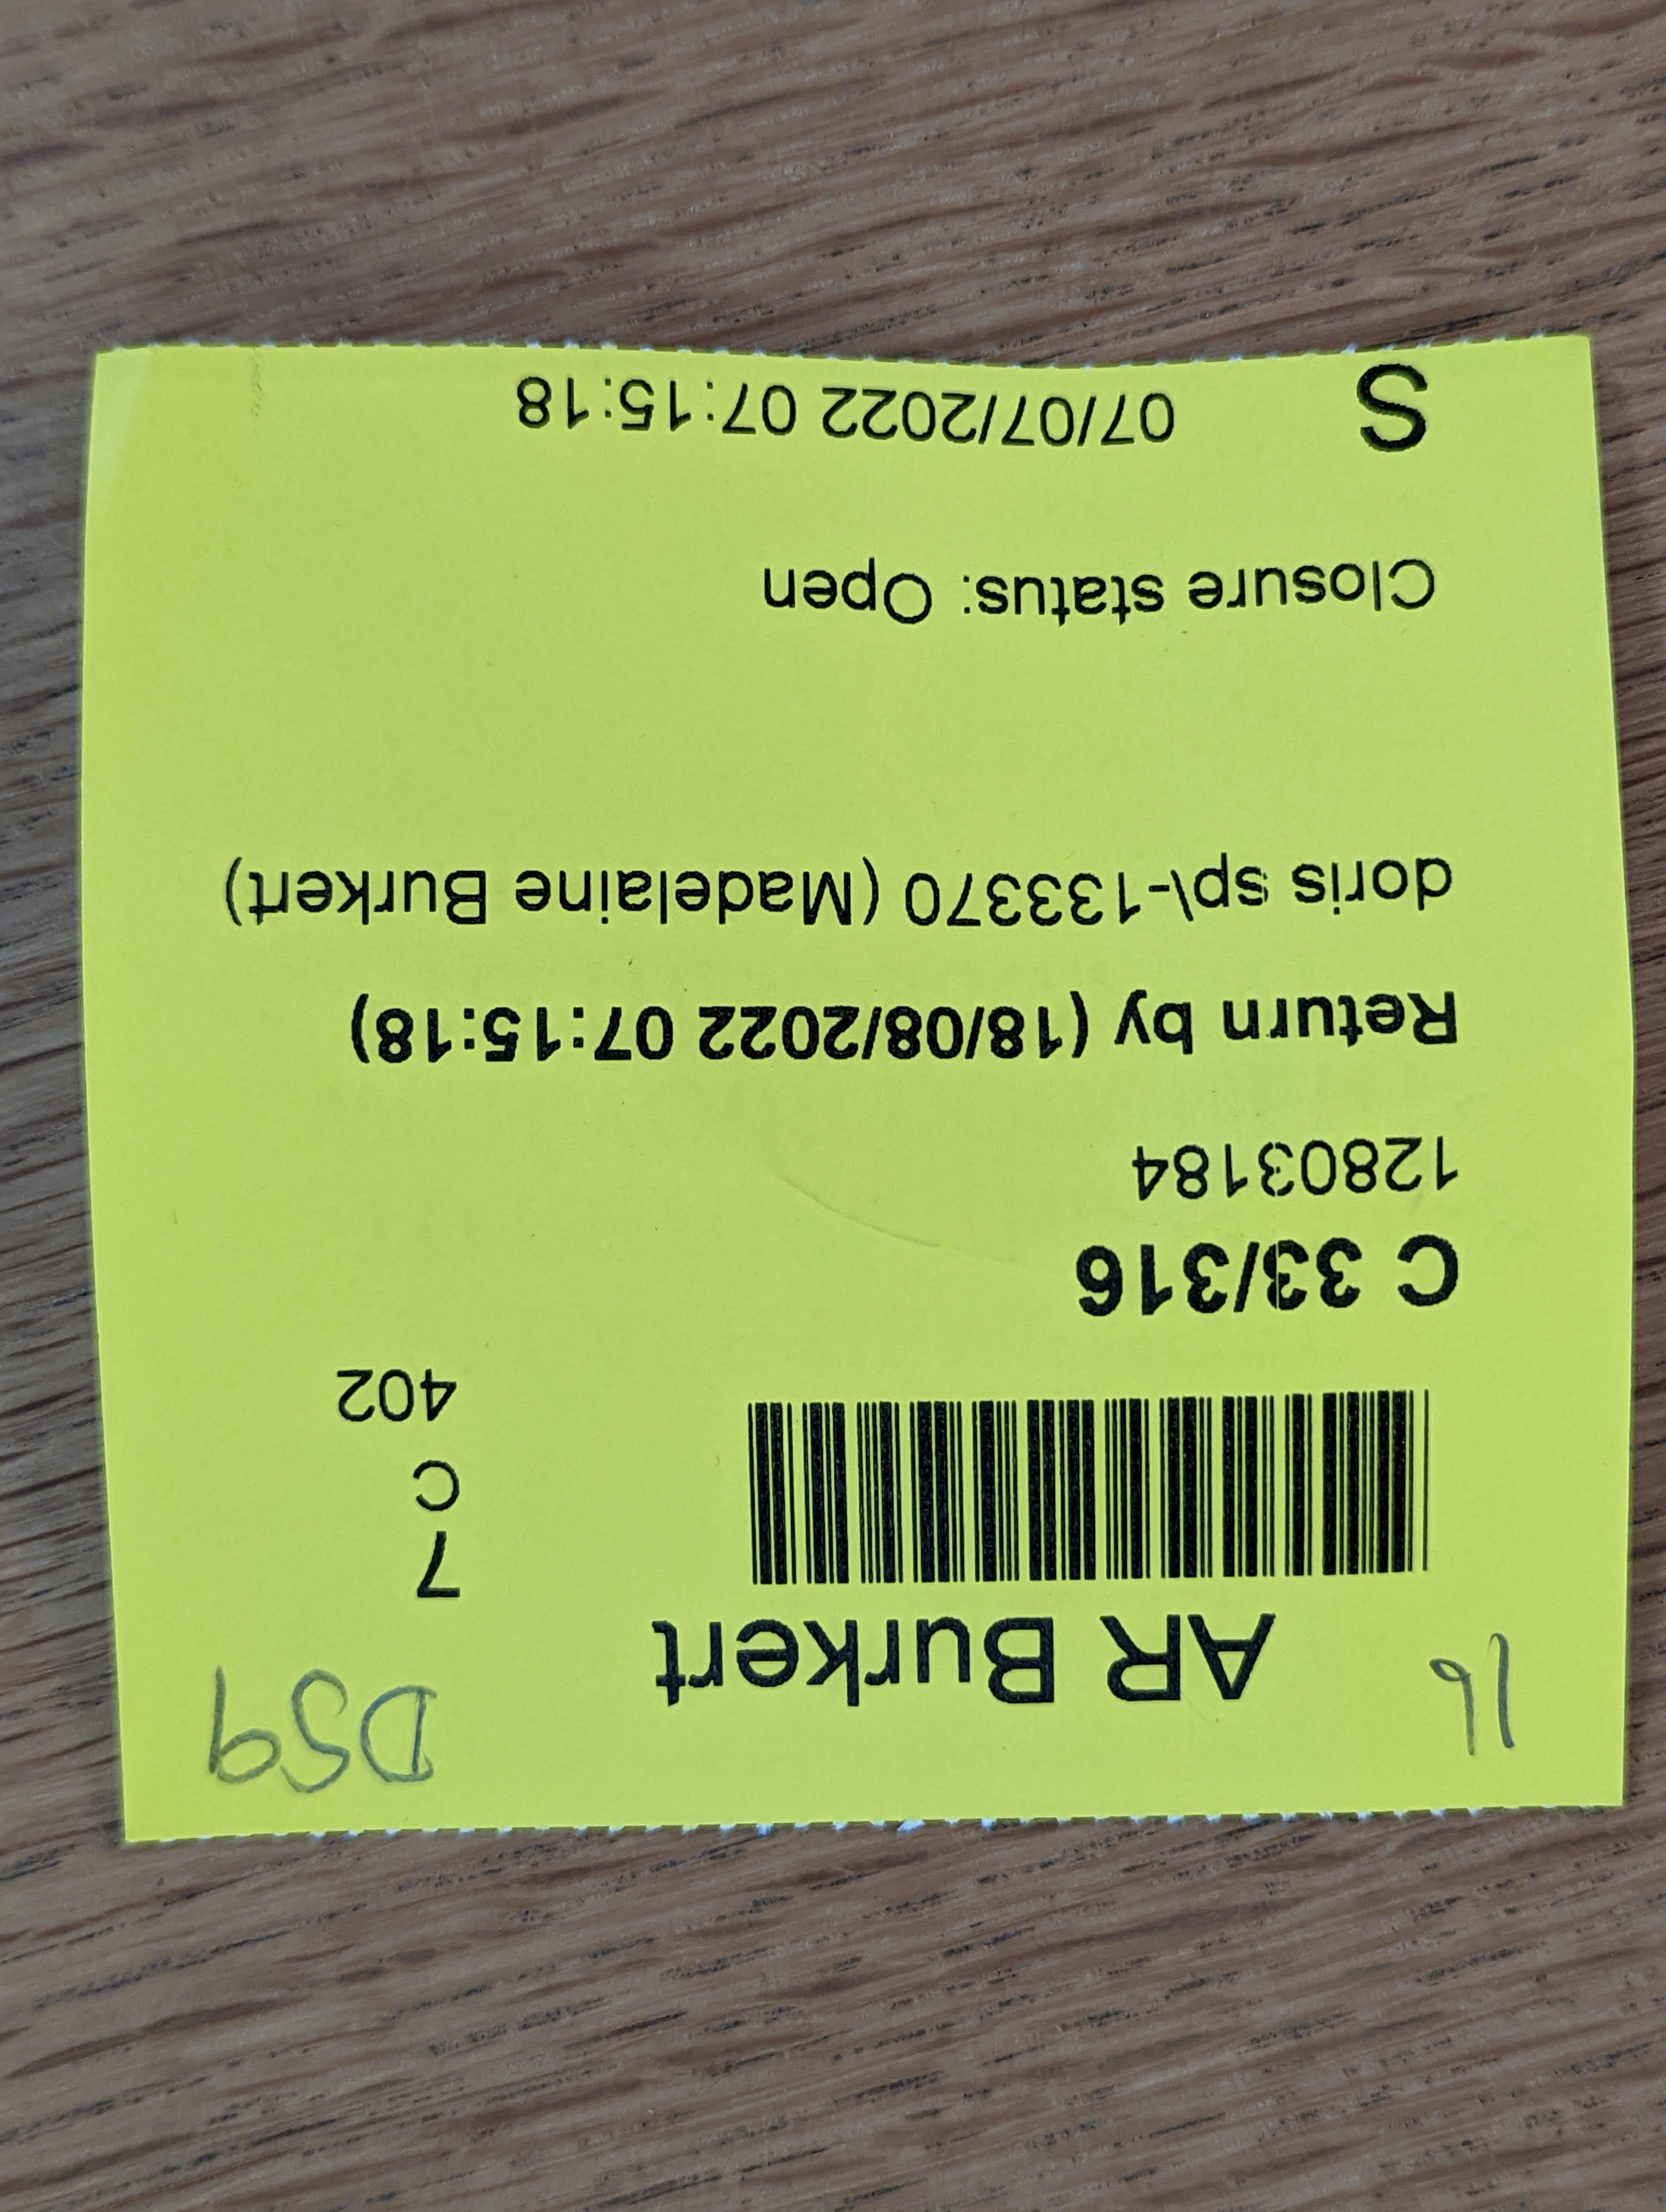 16 D59
AR Burkert
7
C
402
C 33/316
12803184
Return by (18/08/2022 07:15:18)
doris sp\-133370 (Madelaine Burkert)
Closure status: Open
S 07/07/2022 07:15:18